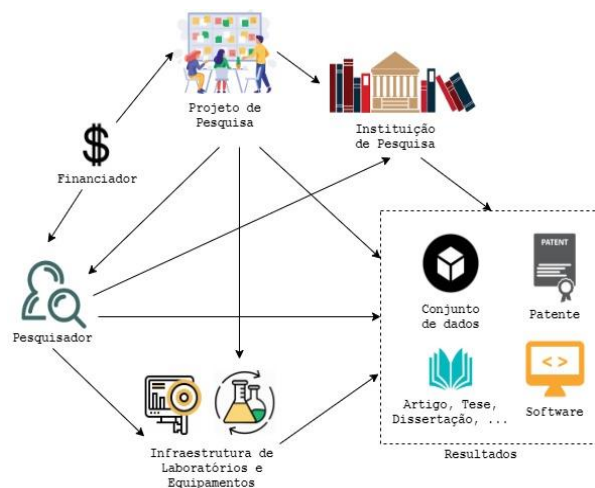 Projeto de
Pesquisa
Instituição
de Pesquisa
$
Financiador
PATENT
Conjunto
de dados
Patente
Pesquisador
< >
Artigo, Tese,
Dissertação, ...
Software
Infraestrutura de
Laboratórios e
Equipamentos
Resultados